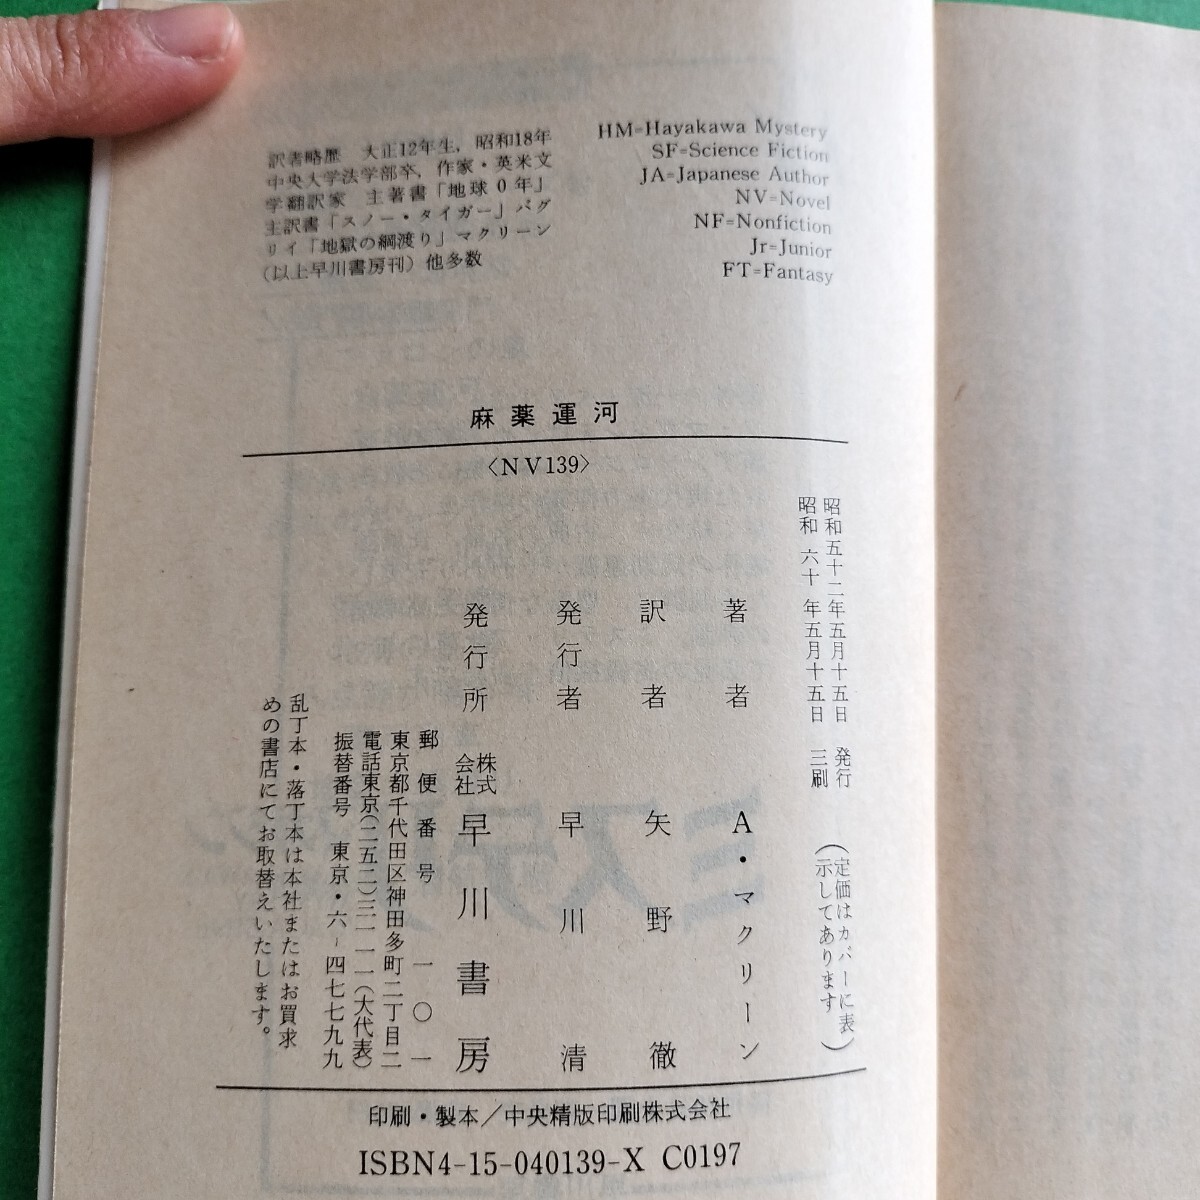 訳者略歴　大正12年生，昭和18年
中央大学法学部卒，作家・英米文
学翻訳家　主著書「地球0年」
主訳書「スノー・タイガー」バグ
リイ「地獄の綱渡り」マクリーン
(以上早川書房刊) 他多数
HM=Hayakawa Mystery
SF=Science Fiction
JA=Japanese Author
NV=Novel
NF=Nonfiction
Jr=Junior
FT=Fantasy
麻薬運河
〈NV139〉
昭和五十二年五月十五日　発行
昭和六十年五月十五日　三刷
(定価はカバーに表
示してあります)
著者　A・マクリーン
訳者　矢野徹
発行者　早川清
発行所　株式会社　早川書房
郵便番号　一〇一
東京都千代田区神田多町二丁目二
電話東京(二五二)三一一一(大代表)
振替番号　東京・六-四七七九九
乱丁本・落丁本は本社またはお買求
めの書店にてお取替えいたします。
印刷・製本／中央精版印刷株式会社
ISBN4-15-040139-X C0197